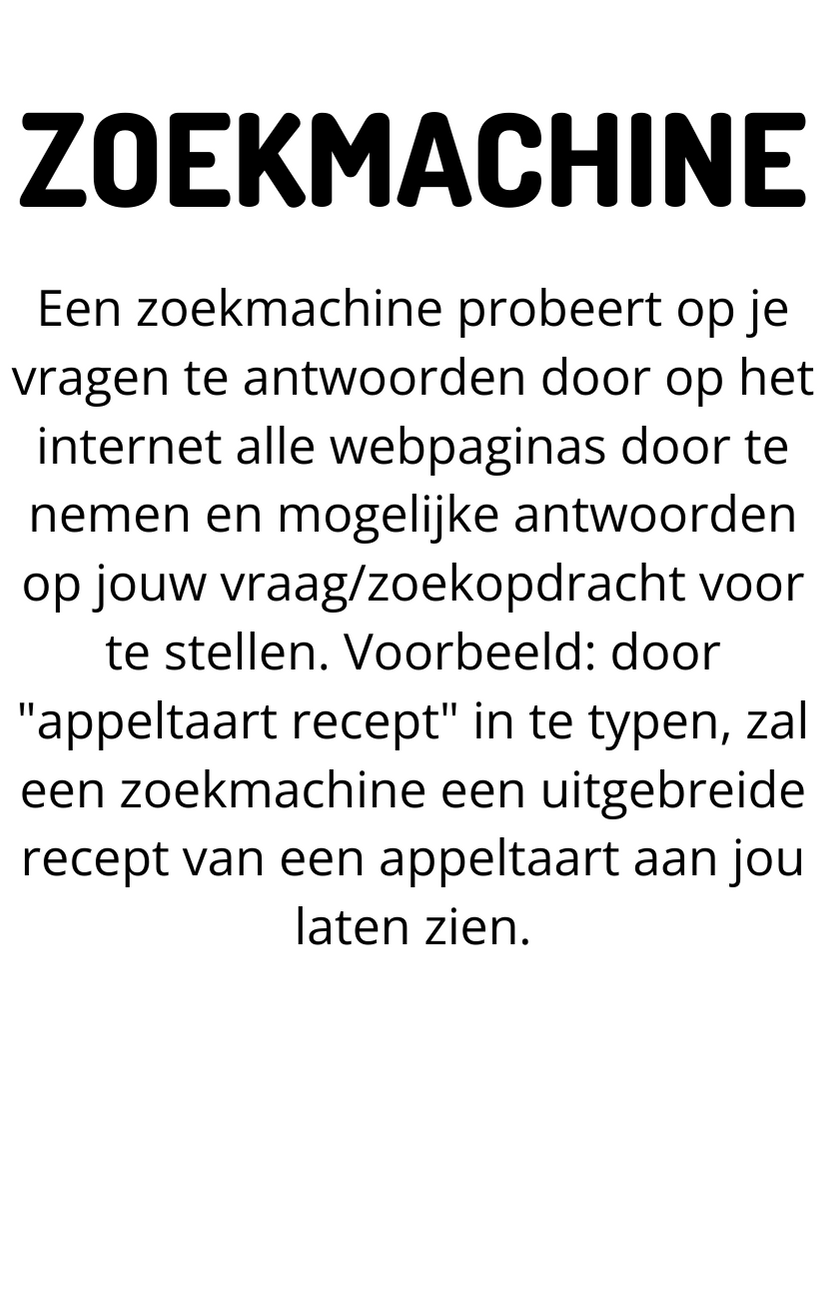 ZOEKMACHINE
Een zoekmachine probeert op je
vragen te antwoorden door op het
internet alle webpaginas door te
nemen en mogelijke antwoorden
op jouw vraag/zoekopdracht voor
te stellen. Voorbeeld: door
"appeltaart recept" in te typen, zal
een zoekmachine een uitgebreide
recept van een appeltaart aan jou
laten zien.